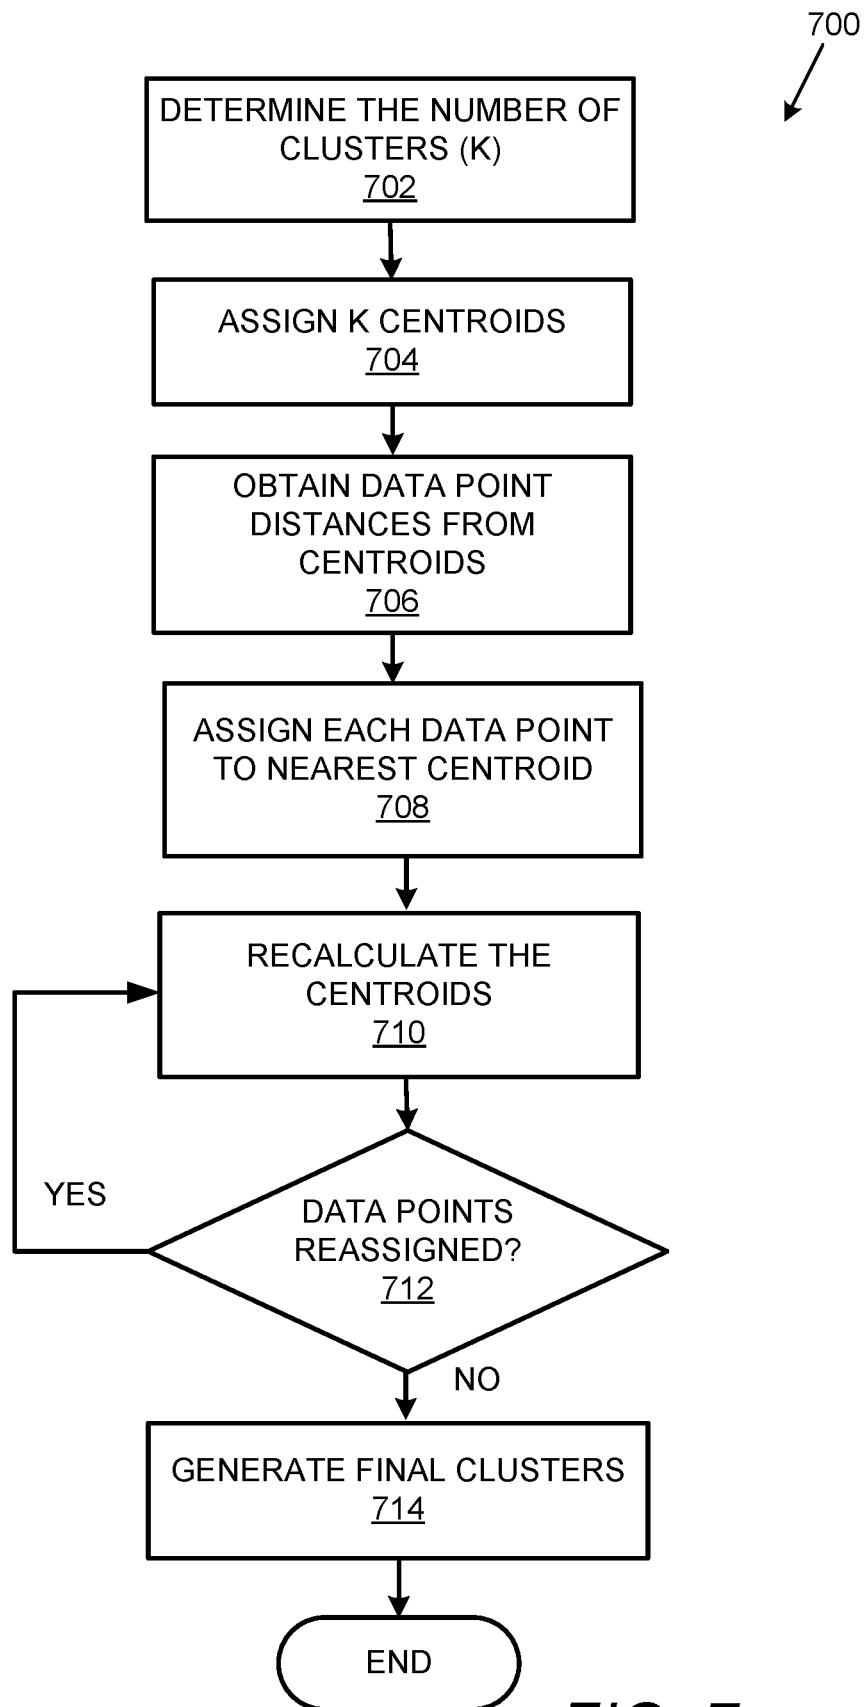 700
DETERMINE THE NUMBER OF
CLUSTERS (K)
702
ASSIGN K CENTROIDS
704
OBTAIN DATA POINT
DISTANCES FROM
CENTROIDS
706
ASSIGN EACH DATA POINT
TO NEAREST CENTROID
708
RECALCULATE THE
CENTROIDS
710
YES
DATA POINTS
REASSIGNED?
712
NO
GENERATE FINAL CLUSTERS
714
END